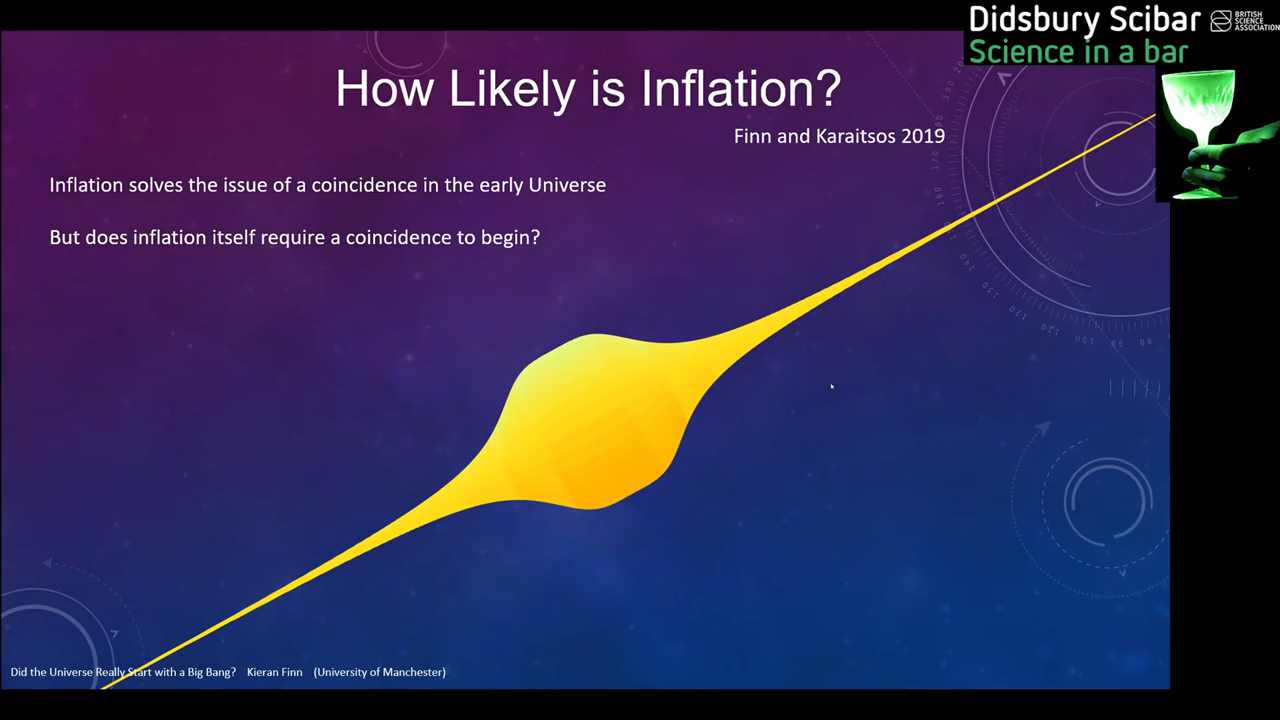 Didsbury Scibar
BRITISH
SCIENCE
ASSOCIATION
Science in a bar
How Likely is Inflation?
Finn and Karaitsos 2019
Inflation solves the issue of a coincidence in the early Universe
But does inflation itself require a coincidence to begin?
Did the Universe Really Start with a Big Bang? Kieran Finn (University of Manchester)